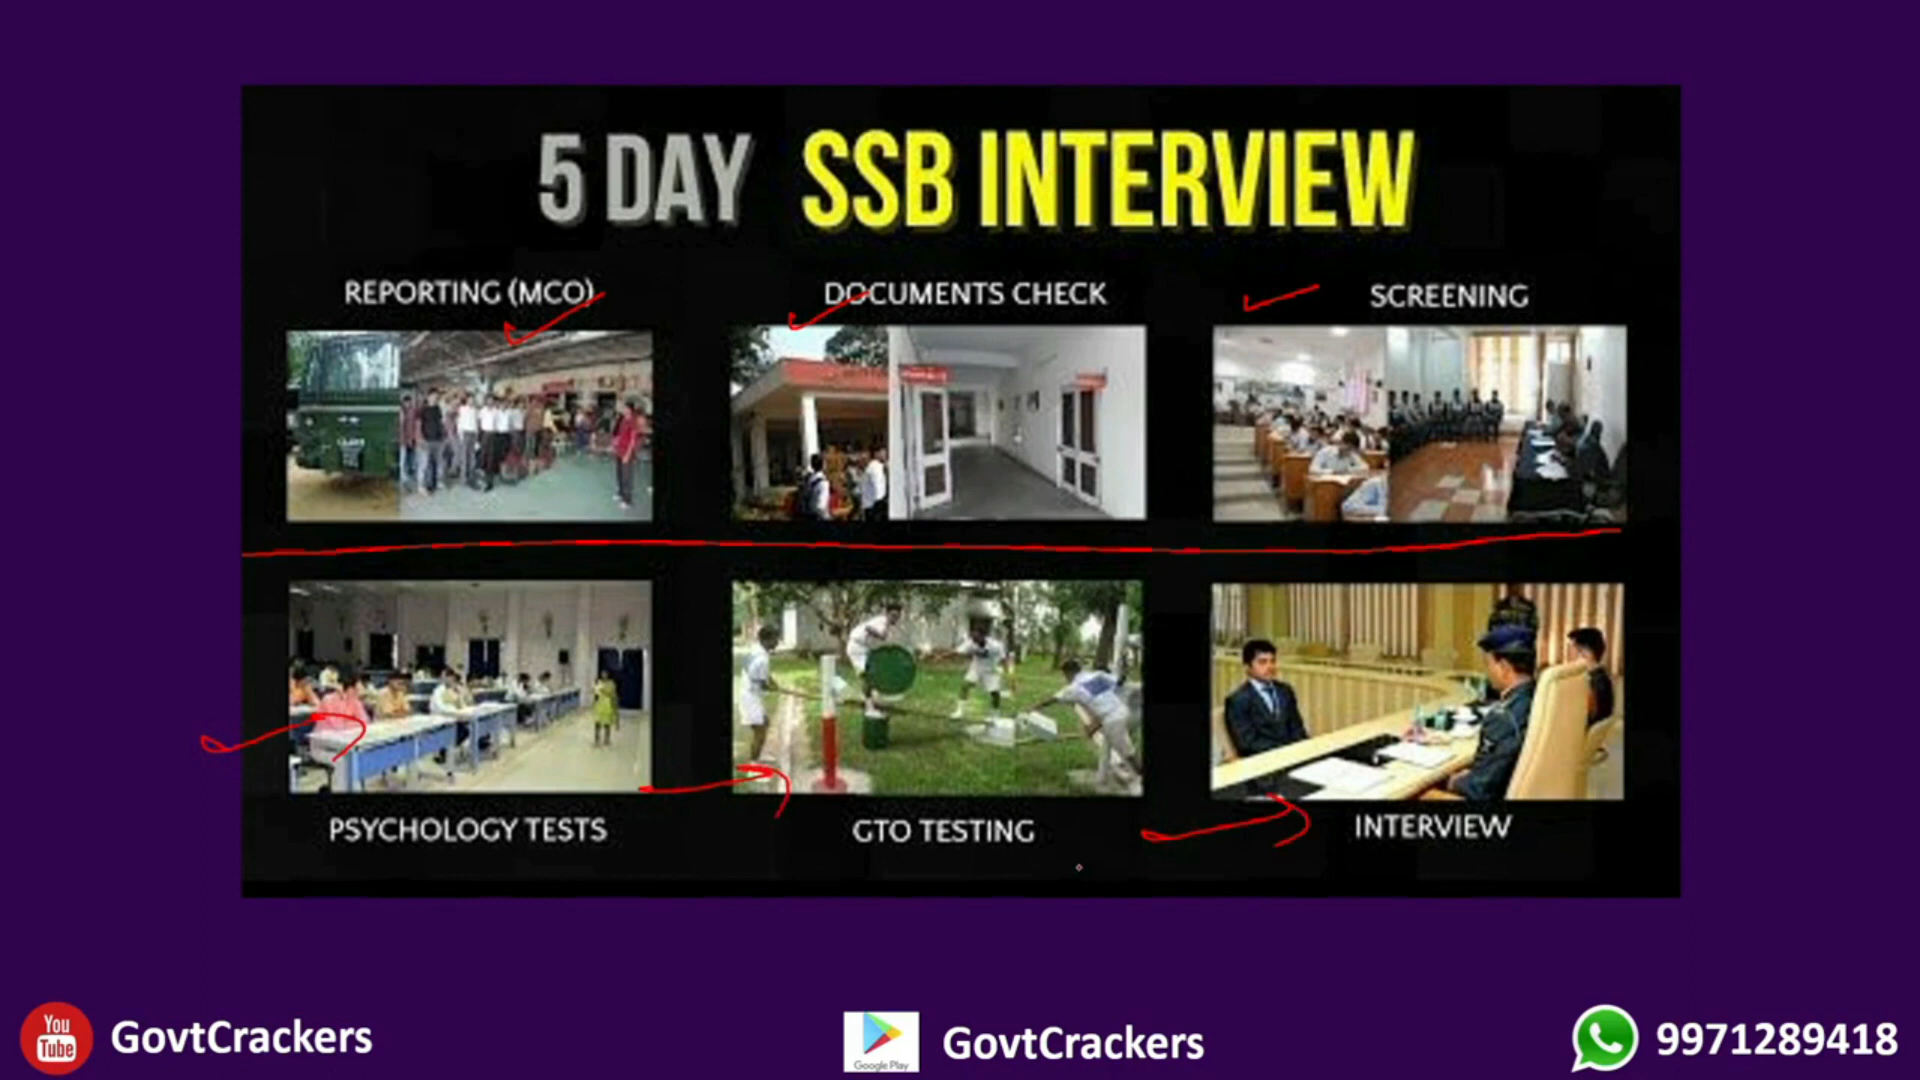 5 DAY SSB INTERVIEW
REPORTING (MCO)
DOCUMENTS CHECK
SCREENING
PSYCHOLOGY TESTS
GTO TESTING
INTERVIEW
You
Tube
GovtCrackers
Google Play
GovtCrackers
9971289418